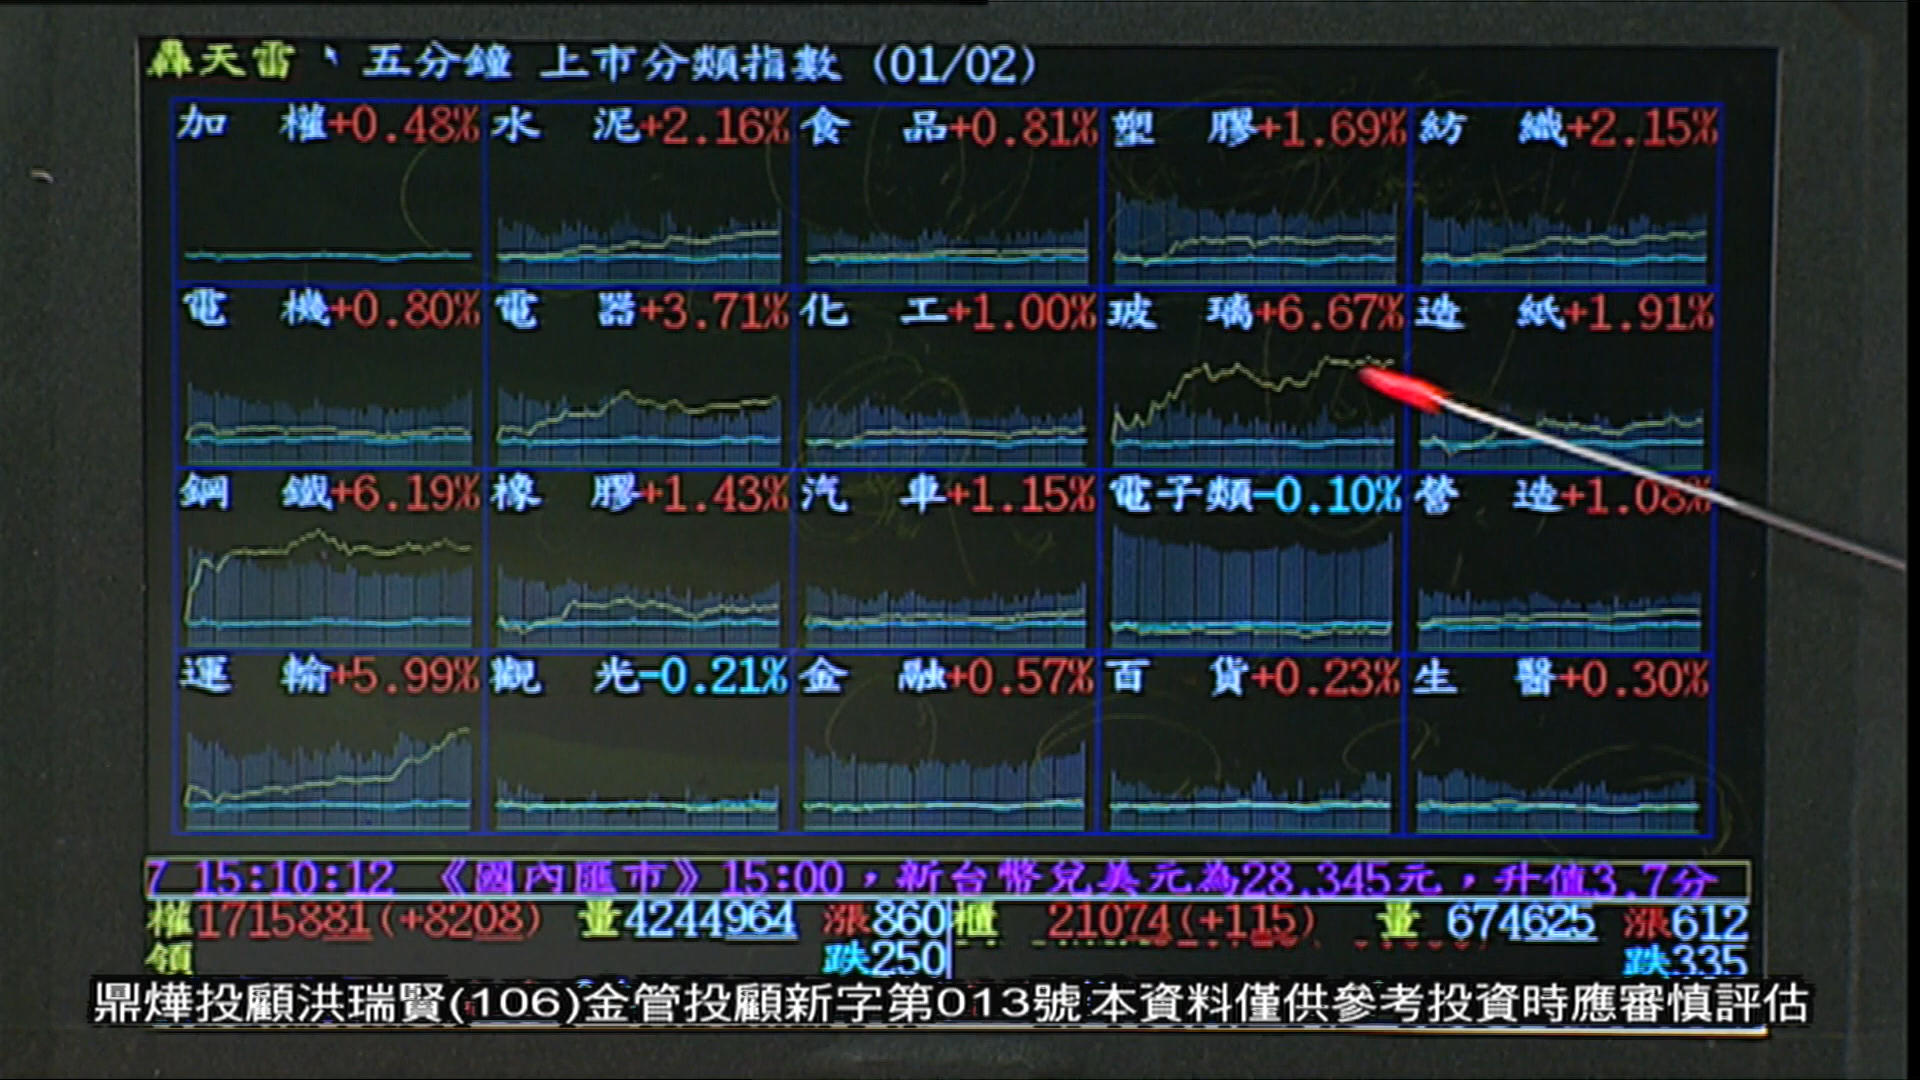 轟天雷、五分鐘 上市分類指數 (01/02)
加權+0.48% 水泥+2.16% 食品+0.81% 塑膠+1.69% 紡織+2.15%
電機+0.80% 電器+3.71% 化工+1.00% 玻璃+6.67% 造紙+1.91%
鋼鐵+6.19% 橡膠+1.43% 汽車+1.15% 電子類-0.10% 營造+1.08%
運輸+5.99% 觀光-0.21% 金融+0.57% 百貨+0.23% 生醫+0.30%
7 15:10:12 《國內匯市》15:00，新台幣兌美元為28.345元，升值3.7分
權1715881(+8208) 量4244964 漲860 櫃 21074(+115) 量 674625 漲612
領 跌250 跌335
鼎燁投顧洪瑞賢(106)金管投顧新字第013號 本資料僅供參考投資時應審慎評估